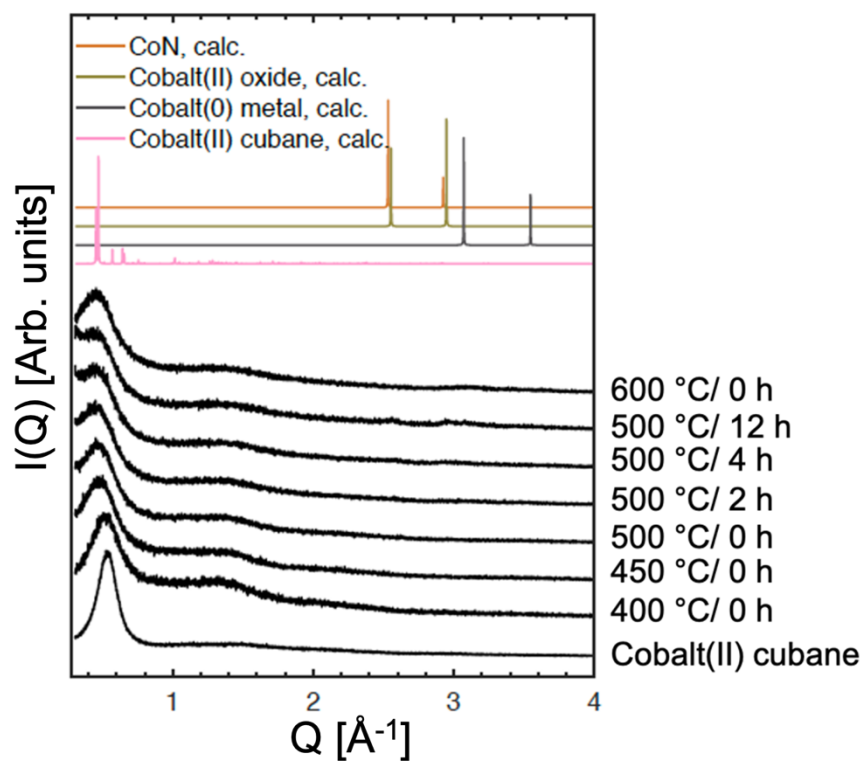 CoN, calc.
Cobalt(II) oxide, calc.
Cobalt(0) metal, calc.
Cobalt(II) cubane, calc.
I(Q) [Arb. units]
600 °C/ 0 h
500 °C/ 12 h
500 °C/ 4 h
500 °C/ 2 h
500 °C/ 0 h
450 °C/ 0 h
400 °C/ 0 h
Cobalt(II) cubane
1 2 3 4
Q [Å-1]